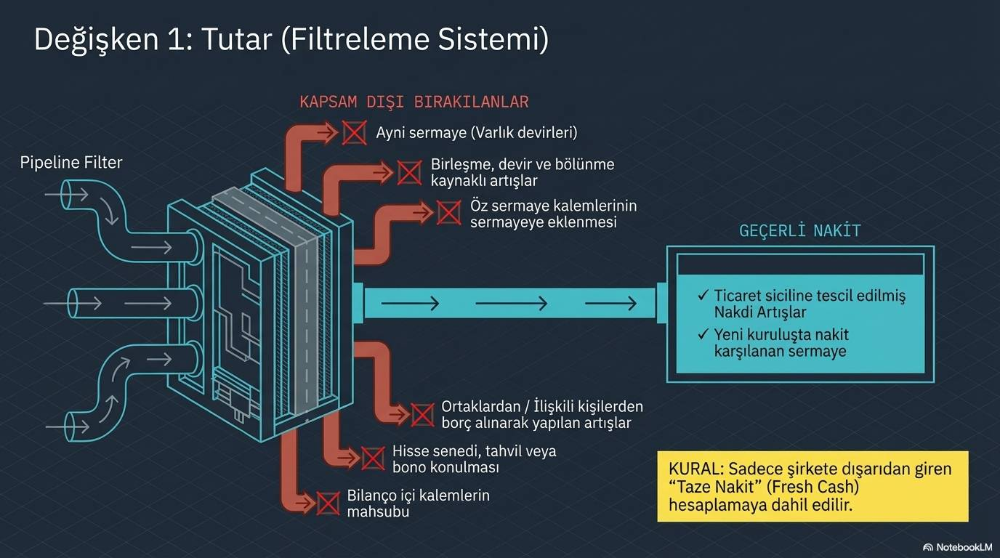 Değişken 1: Tutar (Filtreleme Sistemi)
KAPSAM DIŞI BIRAKILANLAR
Ayni sermaye (Varlık devirleri)
Pipeline Filter
Birleşme, devir ve bölünme
kaynaklı artışlar
Öz sermaye kalemlerinin
sermayeye eklenmesi
GEÇERLİ NAKİT
✓ Ticaret siciline tescil edilmiş
Nakdi Artışlar
✓ Yeni kuruluşta nakit
karşılanan sermaye
Ortaklardan / İlişkili kişilerden
borç alınarak yapılan artışlar
Hisse senedi, tahvil veya
bono konulması
Bilanço içi kalemlerin
mahsubu
KURAL: Sadece şirkete dışarıdan giren
“Taze Nakit” (Fresh Cash)
hesaplamaya dahil edilir.
NotebookLM